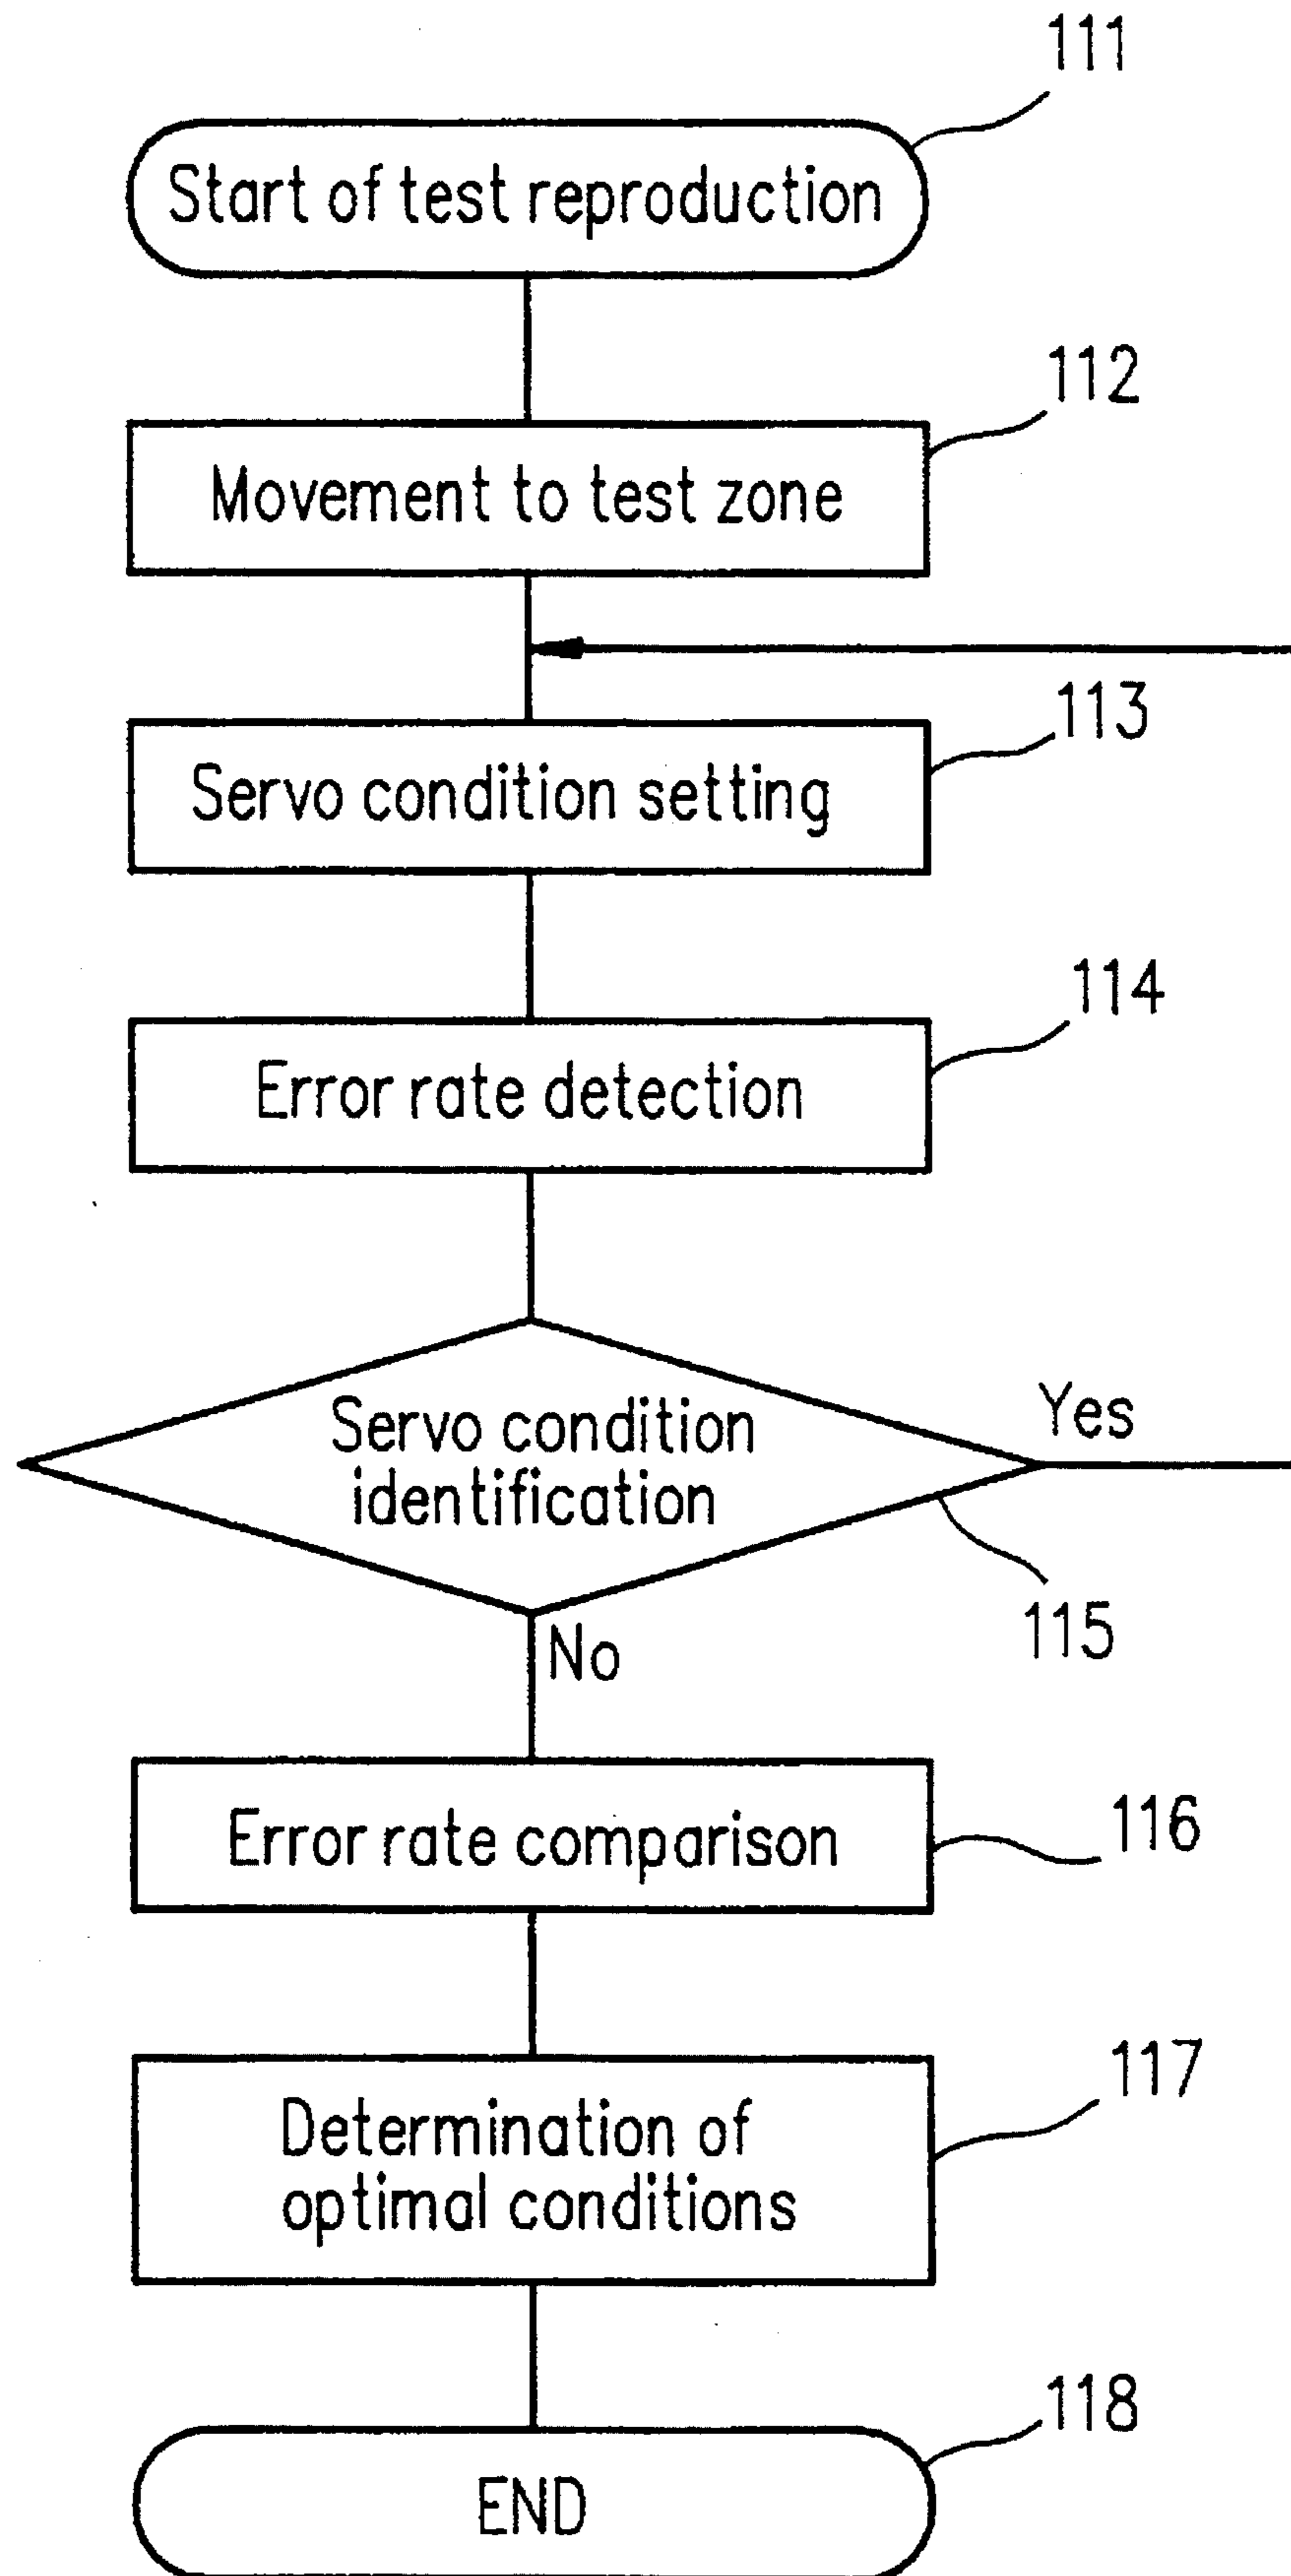 111
Start of test reproduction
112
Movement to test zone
113
Servo condition setting
114
Error rate detection
Servo condition
identification
Yes
115
No
Error rate comparison
116
117
Determination of
optimal conditions
118
END